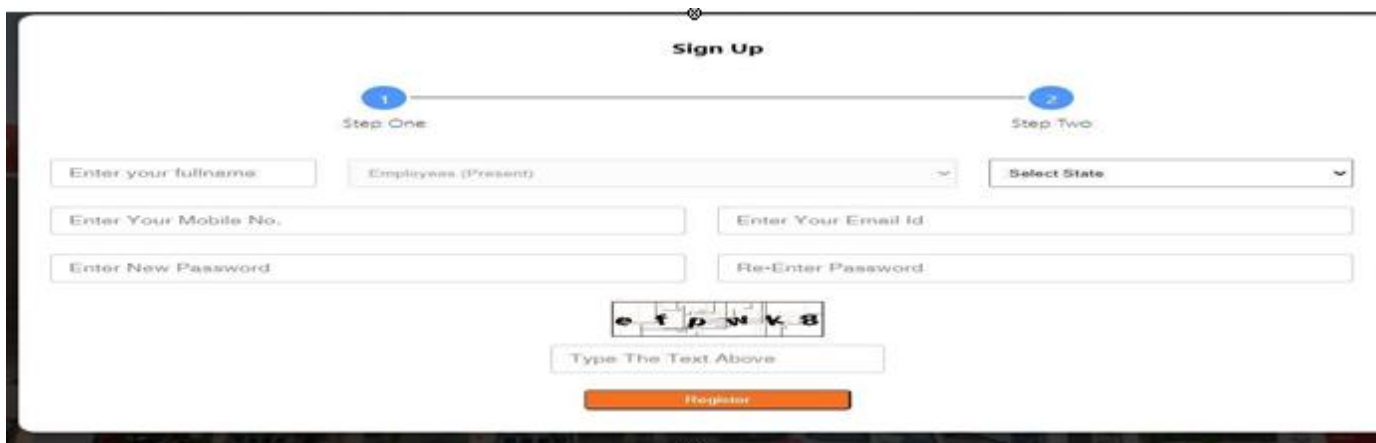 Sign Up
1 2
Step One Step Two
Enter your fullname Employees (Present) Select State
Enter Your Mobile No. Enter Your Email Id
Enter New Password Re-Enter Password
e f p w k 8
Type The Text Above
Register